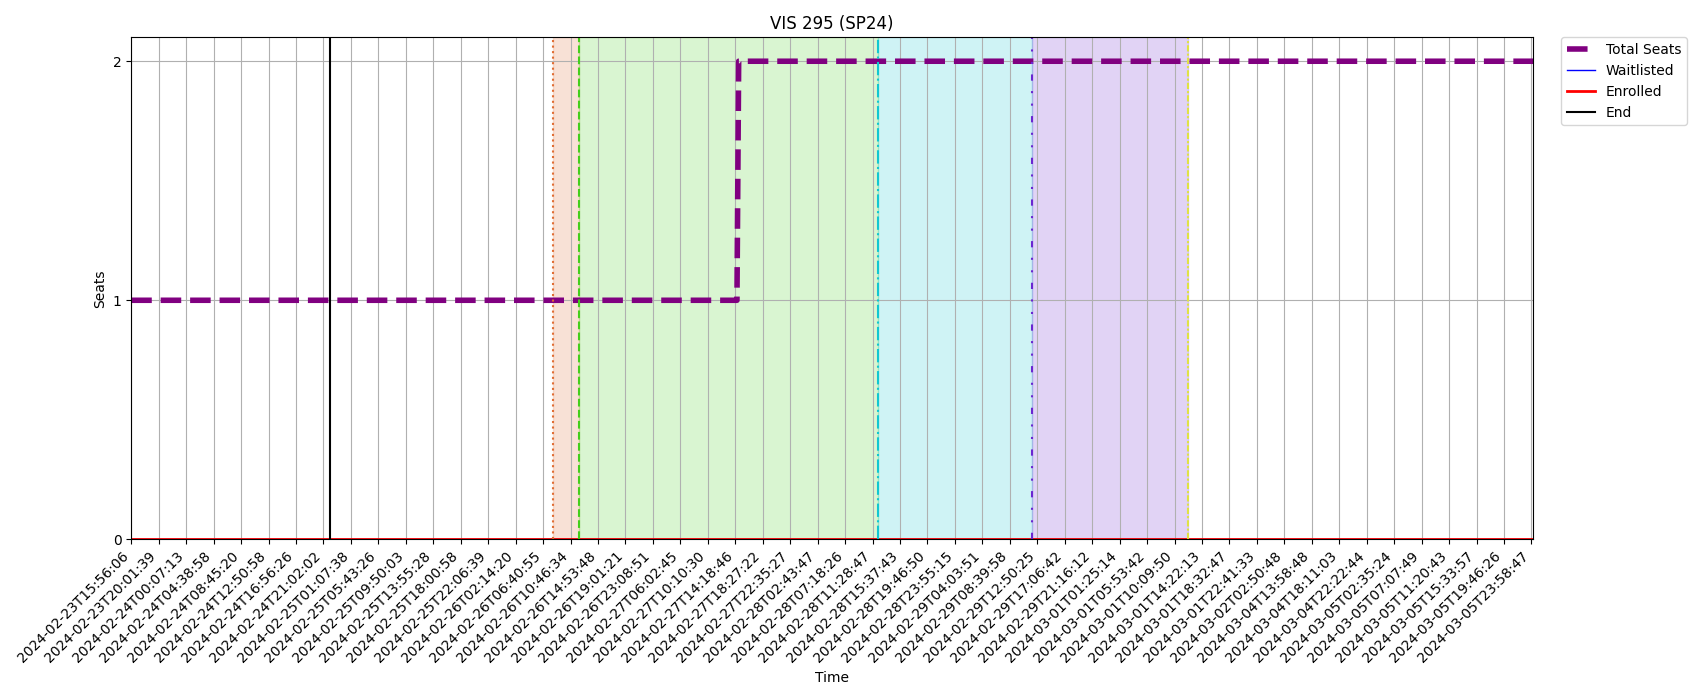 VIS 295 (SP24)
Total Seats
Waitlisted
Enrolled
End
Seats
2
1
0
2024-02-23T15:56:06
2024-02-23T20:01:39
2024-02-24T00:07:13
2024-02-24T04:38:58
2024-02-24T08:45:20
2024-02-24T12:50:58
2024-02-24T16:56:26
2024-02-24T21:02:02
2024-02-25T01:07:38
2024-02-25T05:43:26
2024-02-25T09:50:03
2024-02-25T13:55:28
2024-02-25T18:00:58
2024-02-25T22:06:39
2024-02-26T02:14:20
2024-02-26T06:40:55
2024-02-26T10:46:34
2024-02-26T14:53:48
2024-02-26T19:01:21
2024-02-26T23:08:51
2024-02-27T06:02:45
2024-02-27T10:10:30
2024-02-27T14:18:46
2024-02-27T18:27:22
2024-02-27T22:35:27
2024-02-28T02:43:47
2024-02-28T07:18:26
2024-02-28T11:28:47
2024-02-28T15:37:43
2024-02-28T19:46:50
2024-02-28T23:55:15
2024-02-29T04:03:51
2024-02-29T08:39:58
2024-02-29T12:50:25
2024-02-29T17:06:42
2024-02-29T21:16:12
2024-03-01T01:25:14
2024-03-01T05:53:42
2024-03-01T10:09:50
2024-03-01T14:22:13
2024-03-01T18:32:47
2024-03-01T22:41:33
2024-03-02T02:50:48
2024-03-04T13:58:48
2024-03-04T18:11:03
2024-03-04T22:22:44
2024-03-05T02:35:24
2024-03-05T07:07:49
2024-03-05T11:20:43
2024-03-05T15:33:57
2024-03-05T19:46:26
2024-03-05T23:58:47
Time